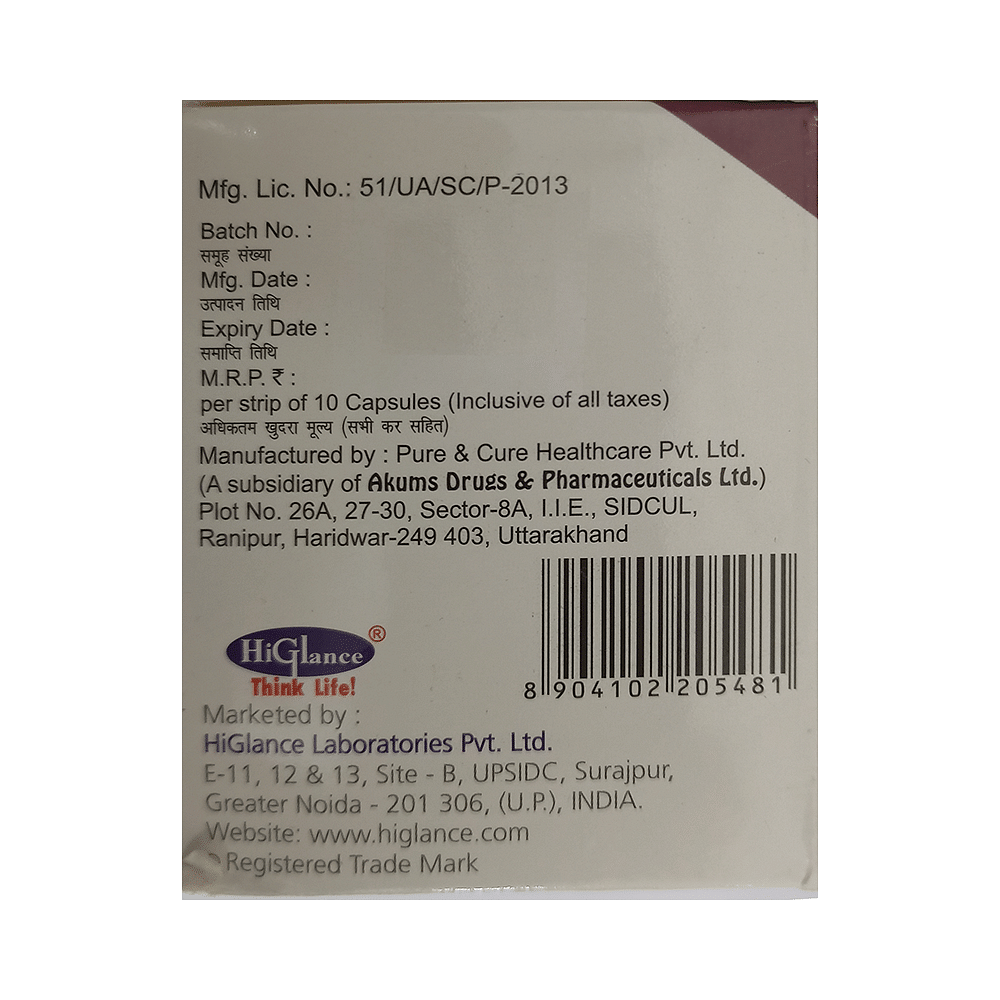 Mfg. Lic. No.: 51/UA/SC/P-2013
Batch No. :
समूह संख्या
Mfg. Date :
उत्पादन तिथि
Expiry Date :
समाप्ति तिथि
M.R.P. ₹ :
per strip of 10 Capsules (Inclusive of all taxes)
अधिकतम खुदरा मूल्य (सभी कर सहित)
Manufactured by : Pure & Cure Healthcare Pvt. Ltd.
(A subsidiary of Akums Drugs & Pharmaceuticals Ltd.)
Plot No. 26A, 27-30, Sector-8A, I.I.E., SIDCUL,
Ranipur, Haridwar-249 403, Uttarakhand
8 904102 205481
HiGlance ®
Think Life!
Marketed by :
HiGlance Laboratories Pvt. Ltd.
E-11, 12 & 13, Site - B, UPSIDC, Surajpur,
Greater Noida - 201 306, (U.P.), INDIA.
Website: www.higlance.com
Registered Trade Mark